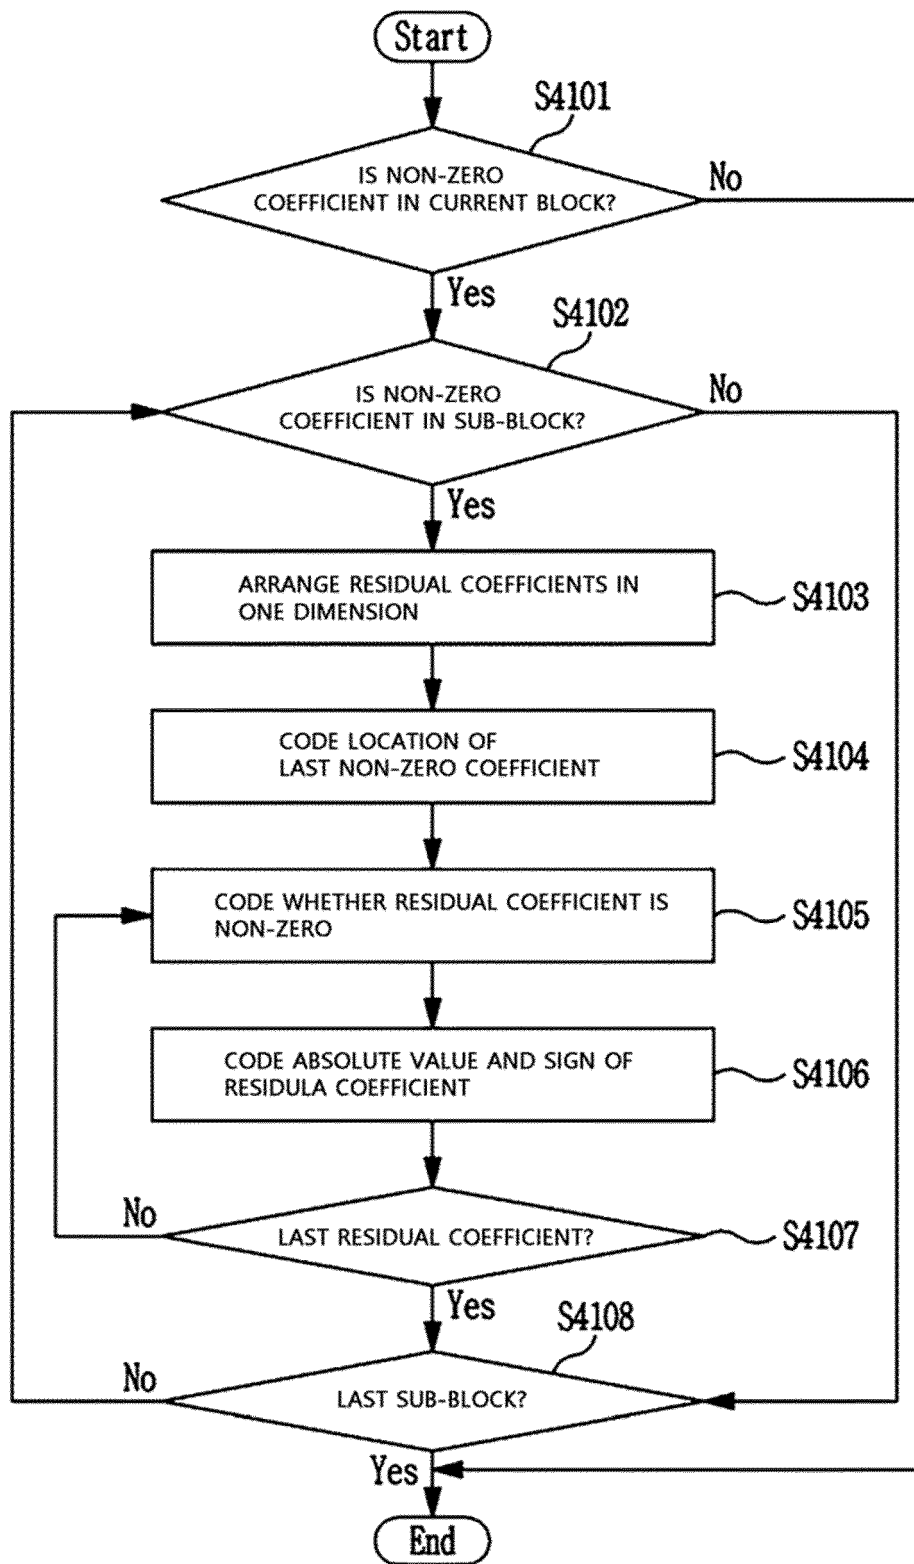 Start
S4101
IS NON-ZERO
COEFFICIENT IN CURRENT BLOCK?
No
Yes
S4102
IS NON-ZERO
COEFFICIENT IN SUB-BLOCK?
No
Yes
ARRANGE RESIDUAL COEFFICIENTS IN
ONE DIMENSION
S4103
CODE LOCATION OF
LAST NON-ZERO COEFFICIENT
S4104
CODE WHETHER RESIDUAL COEFFICIENT IS
NON-ZERO
S4105
CODE ABSOLUTE VALUE AND SIGN OF
RESIDULA COEFFICIENT
S4106
No
LAST RESIDUAL COEFFICIENT?
S4107
Yes
S4108
No
LAST SUB-BLOCK?
Yes
End